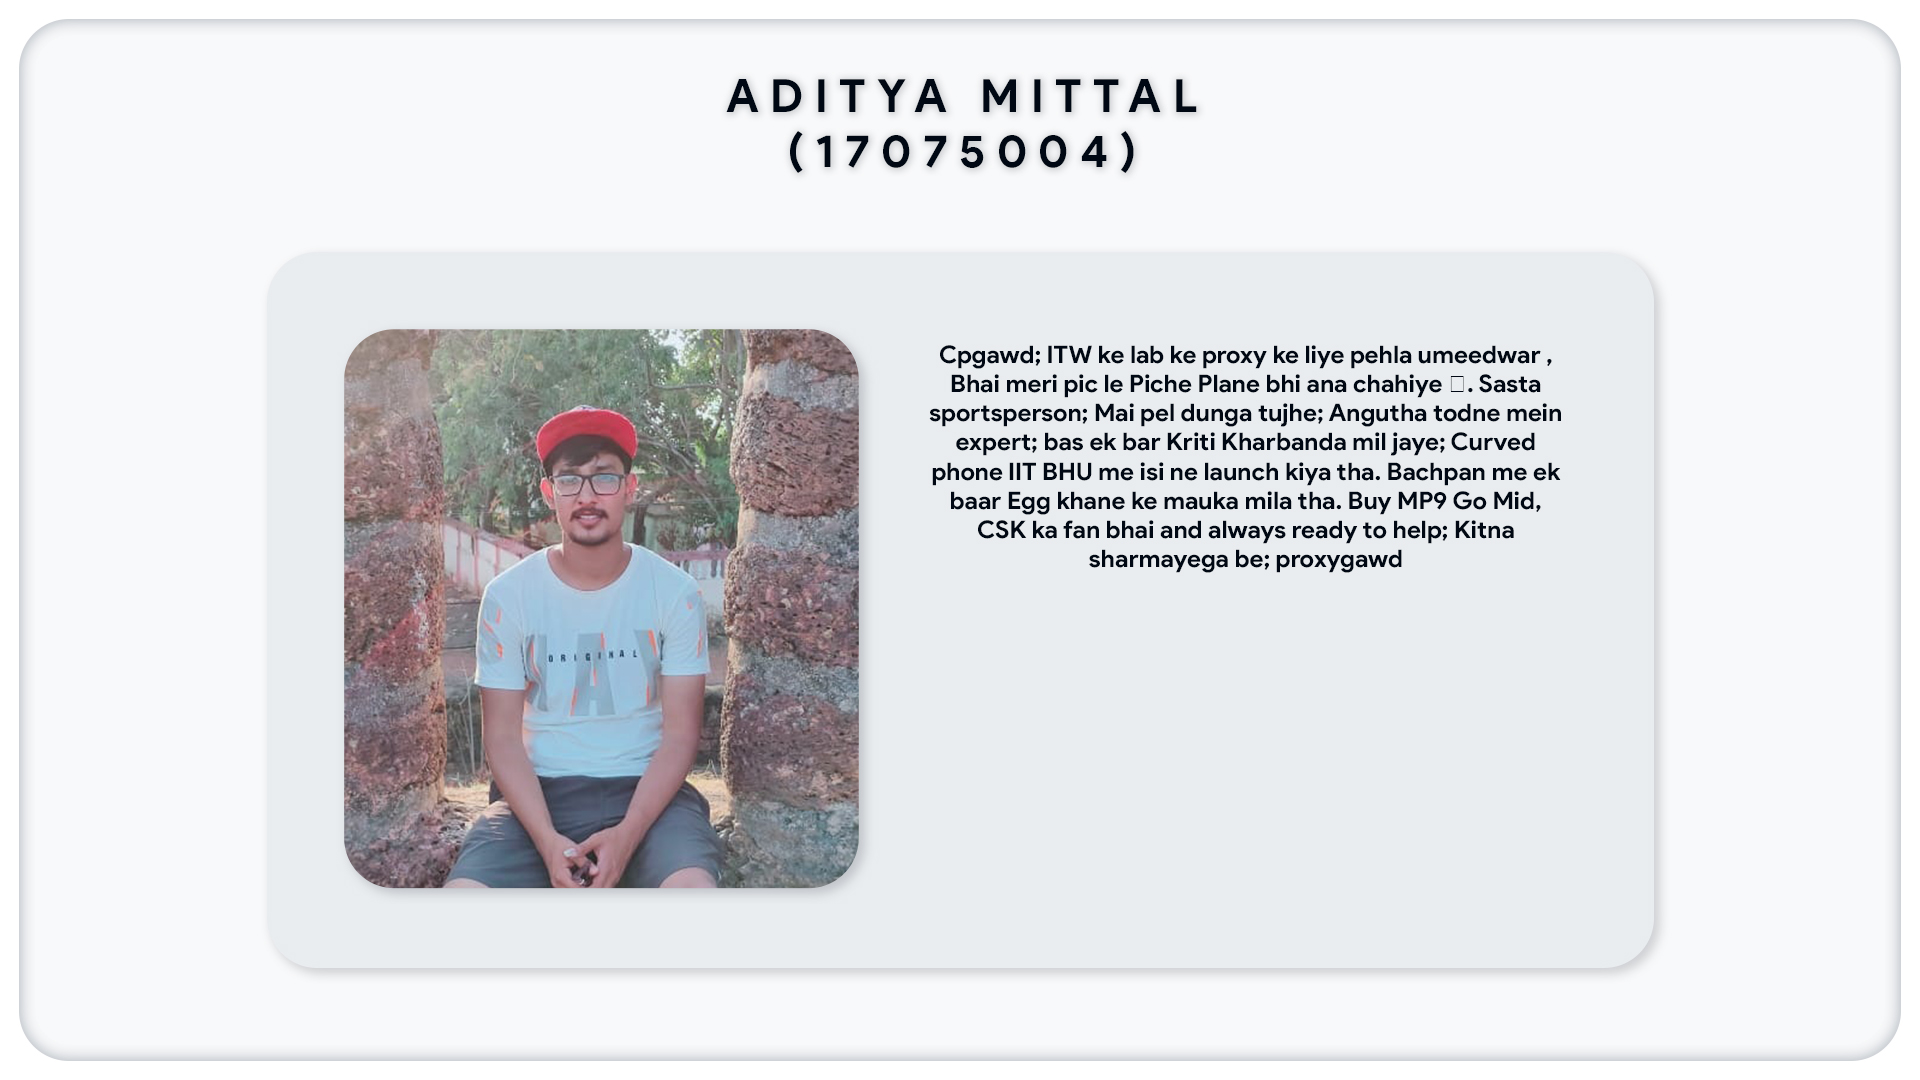 ADITYA MITTAL
(17075004)
Cpgawd; ITW ke lab ke proxy ke liye pehla umeedwar ,
Bhai meri pic le Piche Plane bhi ana chahiye □. Sasta
sportsperson; Mai pel dunga tujhe; Angutha todne mein
expert; bas ek bar Kriti Kharbanda mil jaye; Curved
phone IIT BHU me isi ne launch kiya tha. Bachpan me ek
baar Egg khane ke mauka mila tha. Buy MP9 Go Mid,
CSK ka fan bhai and always ready to help; Kitna
sharmayega be; proxygawd
ORIGINAL